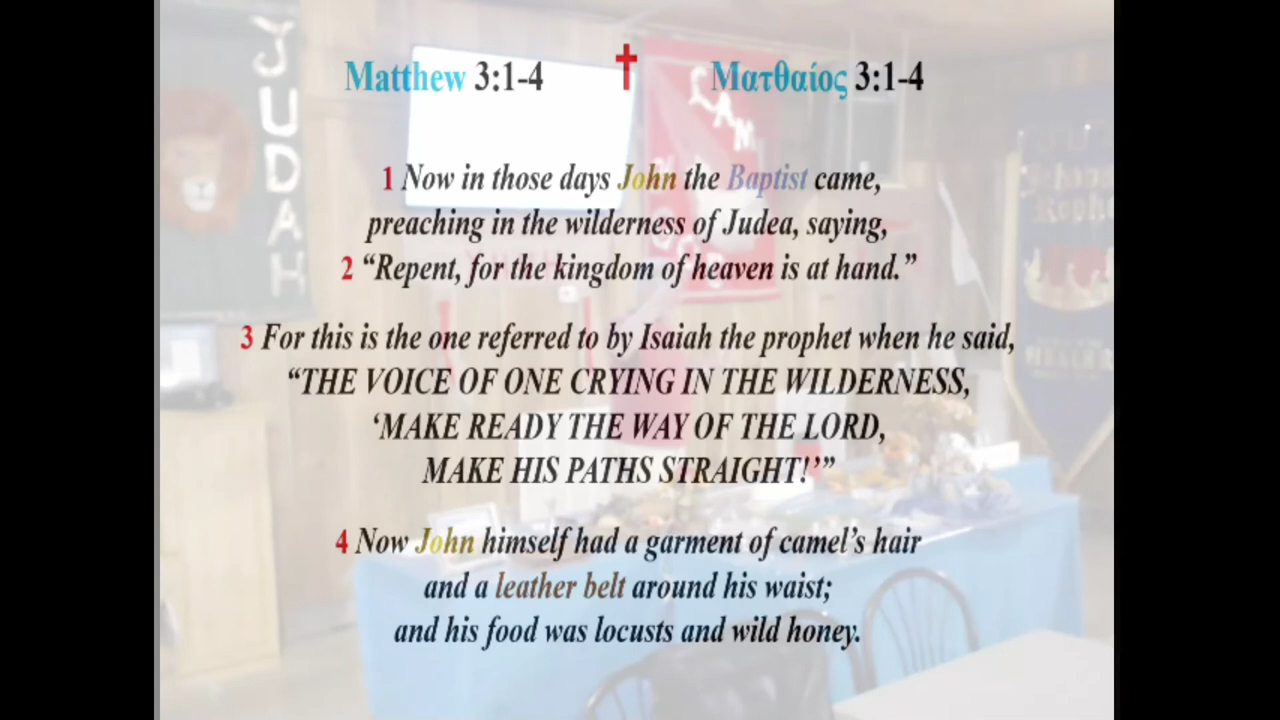 Matthew 3:1-4 ✝ Ματθαίος 3:1-4
1 Now in those days John the Baptist came,
preaching in the wilderness of Judea, saying,
2 “Repent, for the kingdom of heaven is at hand.”
3 For this is the one referred to by Isaiah the prophet when he said,
“THE VOICE OF ONE CRYING IN THE WILDERNESS,
‘MAKE READY THE WAY OF THE LORD,
MAKE HIS PATHS STRAIGHT!’”
4 Now John himself had a garment of camel’s hair
and a leather belt around his waist;
and his food was locusts and wild honey.
JUDAH